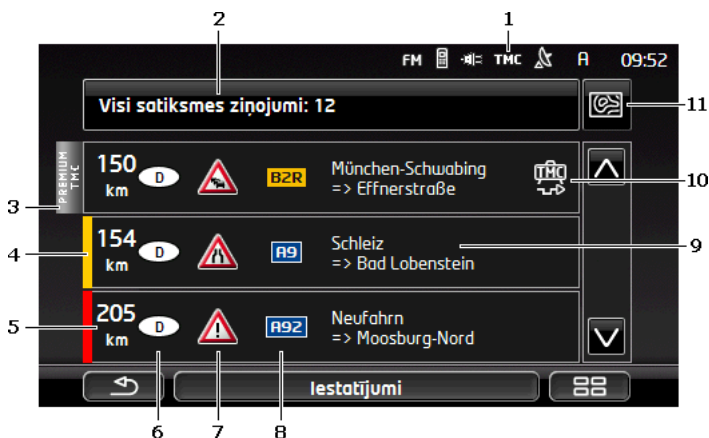 2
1
FM TMC A 09:52
Visi satiksmes ziņojumi: 12
11
PREMIUM
TMC
150
km
D
B2R
München-Schwabing
=> Effnerstraße
TMC
10
3
4
154
km
D
A9
Schleiz
=> Bad Lobenstein
9
5
205
km
D
A92
Neufahrn
=> Moosburg-Nord
Iestatījumi
6
7
8